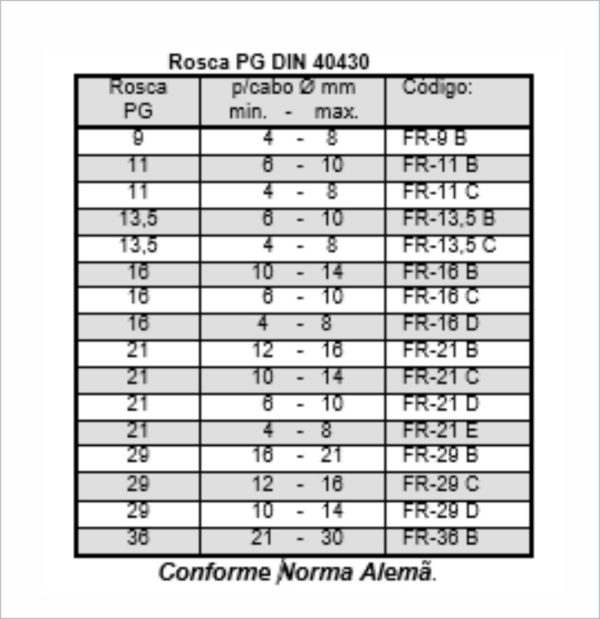 Rosca PG DIN 40430
Rosca p/cabo Ø mm Código:
PG min. - max.
9 4 - 8 FR-9 B
11 6 - 10 FR-11 B
11 4 - 8 FR-11 C
13,5 6 - 10 FR-13,5 B
13,5 4 - 8 FR-13,5 C
16 10 - 14 FR-16 B
16 6 - 10 FR-16 C
16 4 - 8 FR-16 D
21 12 - 16 FR-21 B
21 10 - 14 FR-21 C
21 6 - 10 FR-21 D
21 4 - 8 FR-21 E
29 16 - 21 FR-29 B
29 12 - 16 FR-29 C
29 10 - 14 FR-29 D
36 21 - 30 FR-36 B
Conforme Norma Alemã.